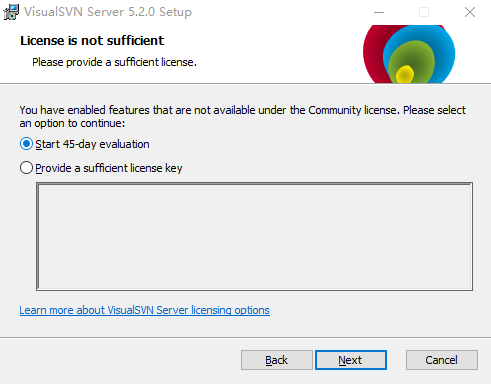 VisualSVN Server 5.2.0 Setup
License is not sufficient
Please provide a sufficient license.
You have enabled features that are not available under the Community license. Please select
an option to continue:
Start 45-day evaluation
Provide a sufficient license key
Learn more about VisualSVN Server licensing options
Back Next Cancel